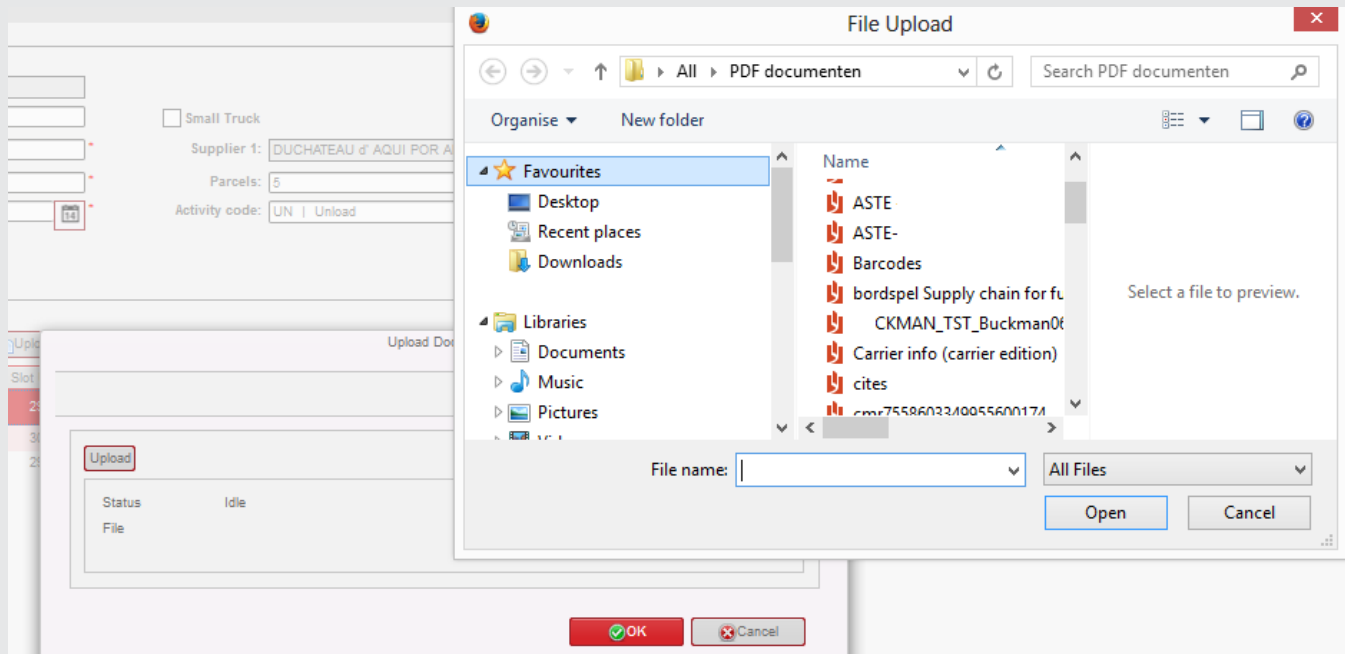 File Upload
All
PDF documenten
Search PDF documenten
Organise
New folder
Favourites
Desktop
Recent places
Downloads
Libraries
Documents
Music
Pictures
Name
ASTE
ASTE-
Barcodes
bordspel Supply chain for fu
CKMAN_TST_Buckman06
Carrier info (carrier edition)
cites
cmr7558603349955600174
Select a file to preview.
File name:
All Files
Open
Cancel
Small Truck
Supplier 1: DUCHATEAU d' AQUI POR A
Parcels: 5
14
Activity code: UN | Unload
Slot
Upload Doc
Upload
Status Idle
File
OK
Cancel